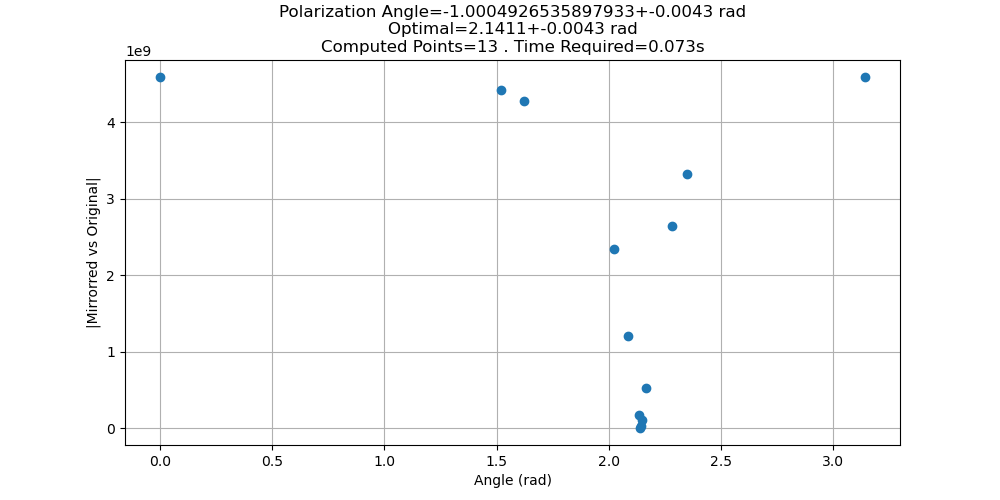 Polarization Angle=-1.0004926535897933+-0.0043 rad
Optimal=2.1411+-0.0043 rad
Computed Points=13 . Time Required=0.073s
1e9
4
3
2
1
0
|Mirrorred vs Original|
0.0 0.5 1.0 1.5 2.0 2.5 3.0
Angle (rad)